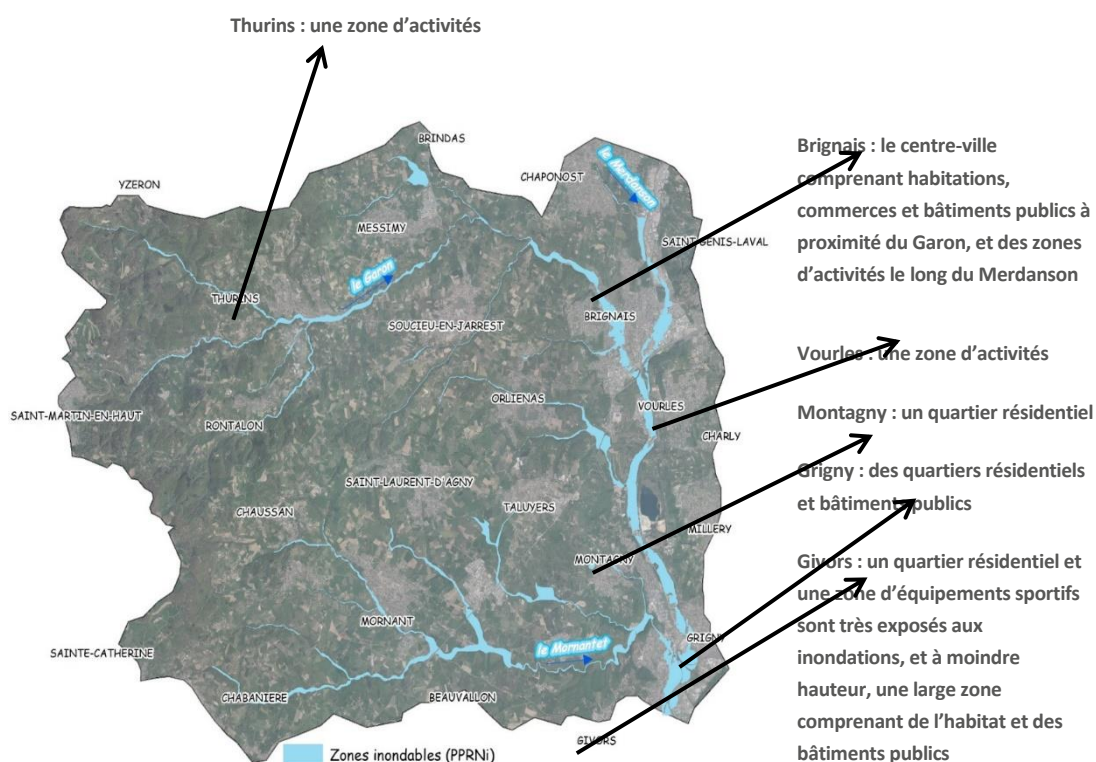 Thurins : une zone d’activités
BRINDAS
le Merdanson
CHAPONOST
YZERON
MESSIMY
SAINT-GENIS-LAVAL
le Garon
THURINS
SOUCIEU-EN-JARREST
BRIGNAIS
ORLIENAS
VOURLES
SAINT-MARTIN-EN-HAUT
RONTALON
CHARLY
SAINT-LAURENT-D'AGNY
CHAUSSAN
TALUYERS
MILLERY
MONTAGNY
MORNANT
GRIGNY
le Mornantet
SAINTE-CATHERINE
CHABANIERE
BEAUVALLON
GIVORS
Zones inondables (PPRNi)
Brignais : le centre-ville
comprenant habitations,
commerces et bâtiments publics à
proximité du Garon, et des zones
d’activités le long du Merdanson
Vourles : une zone d’activités
Montagny : un quartier résidentiel
Grigny : des quartiers résidentiels
et bâtiments publics
Givors : un quartier résidentiel et
une zone d’équipements sportifs
sont très exposés aux
inondations, et à moindre
hauteur, une large zone
comprenant de l’habitat et des
bâtiments publics